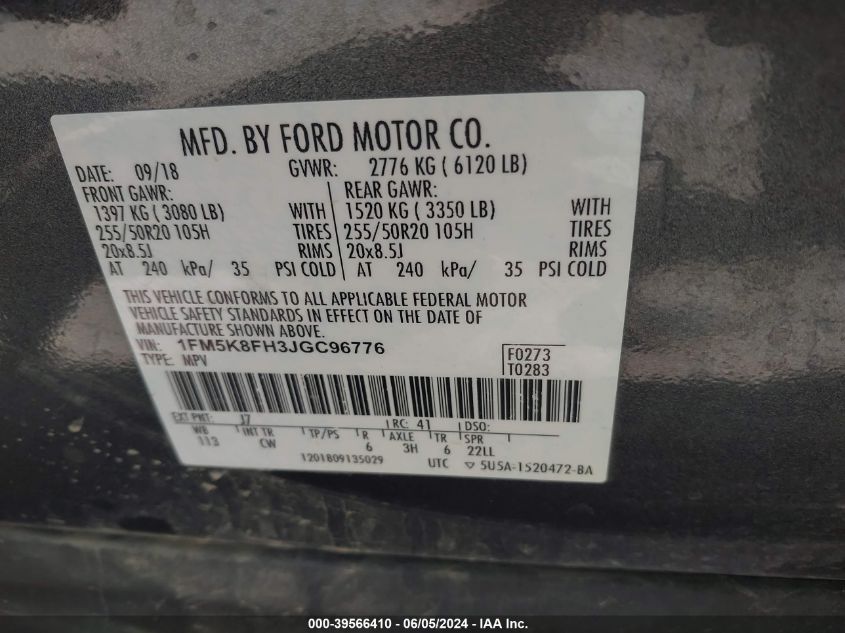 MFD. BY FORD MOTOR CO.
DATE: 09/18 GVWR: 2776 KG ( 6120 LB)
FRONT GAWR: REAR GAWR:
1397 KG ( 3080 LB) WITH 1520 KG ( 3350 LB) WITH
255/50R20 105H TIRES 255/50R20 105H TIRES
20x8.5J RIMS 20x8.5J RIMS
AT 240 kPa/ 35 PSI COLD AT 240 kPa/ 35 PSI COLD
THIS VEHICLE CONFORMS TO ALL APPLICABLE FEDERAL MOTOR
VEHICLE SAFETY STANDARDS IN EFFECT ON THE DATE OF
MANUFACTURE SHOWN ABOVE.
VIN: 1FM5K8FH3JGC96776 F0273
TYPE: MPV T0283
EXT PNT: J7 RC: 41 DSO:
WB INT TR TP/PS R AXLE TR SPR
113 CW 6 3H 6 22LL
1201809135029 UTC ▽ 5U5A-1520472-BA
000-39566410 - 06/05/2024 - IAA Inc.